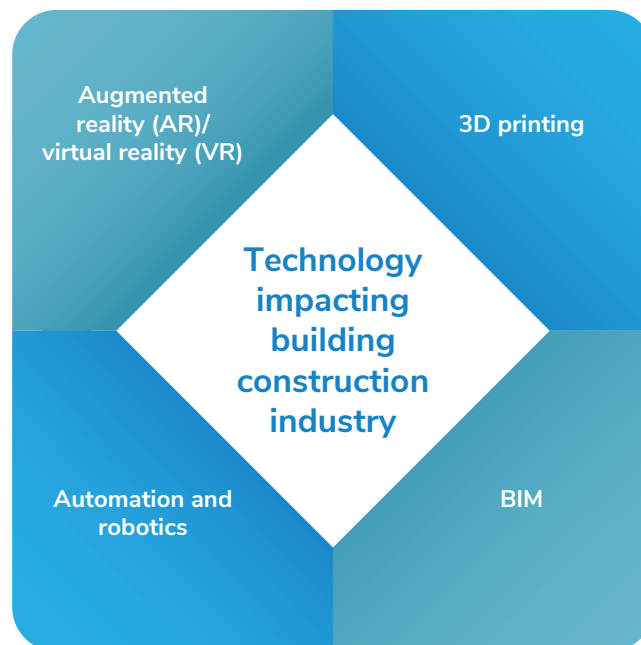 Augmented
reality (AR)/
virtual reality (VR)
3D printing
Technology
impacting
building
construction
industry
Automation and
robotics
BIM